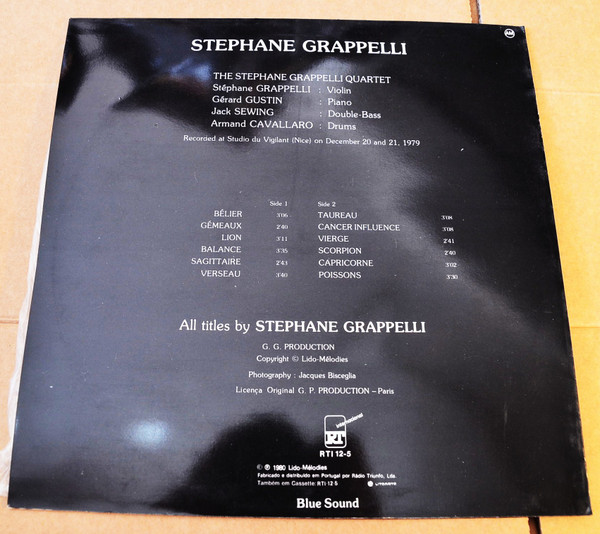 STEPHANE GRAPPELLI
THE STEPHANE GRAPPELLI QUARTET
Stéphane GRAPPELLI : Violin
Gérard GUSTIN : Piano
Jack SEWING : Double-Bass
Armand CAVALLARO : Drums
Recorded at Studio du Vigilant (Nice) on December 20 and 21, 1979
Side 1
BÉLIER 3'06
GÉMEAUX 2'40
LION 3'11
BALANCE 3'35
SAGITTAIRE 2'43
VERSEAU 3'40
Side 2
TAUREAU 3'08
CANCER INFLUENCE 3'08
VIERGE 2'41
SCORPION 2'40
CAPRICORNE 3'02
POISSONS 3'30
All titles by STEPHANE GRAPPELLI
G. G. PRODUCTION
Copyright © Lido-Mélodies
Photography : Jacques Bisceglia
Licença Original G. P. PRODUCTION – Paris
RT
RTI 12-5
© ℗ 1980 Lido-Mélodies
Fabricado e distribuído em Portugal por Rádio Triunfo, Lda.
Também em Cassette: RTI 12-5
Blue Sound